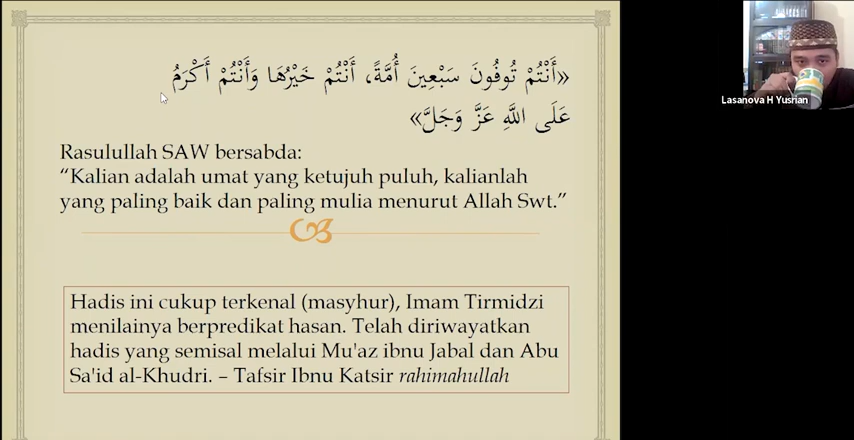 «أَنْتُمْ تُوفُونَ سَبْعِينَ أُمَّةً، أَنْتُمْ خَيْرُهَا وَأَنْتُمْ أَكْرَمُ
عَلَى اللَّهِ عَزَّ وَجَلَّ»
Rasulullah SAW bersabda:
“Kalian adalah umat yang ketujuh puluh, kalianlah
yang paling baik dan paling mulia menurut Allah Swt.”
Hadis ini cukup terkenal (masyhur), Imam Tirmidzi
menilainya berpredikat hasan. Telah diriwayatkan
hadis yang semisal melalui Mu'az ibnu Jabal dan Abu
Sa'id al-Khudri. – Tafsir Ibnu Katsir rahimahullah
Lasanova H Yusrian